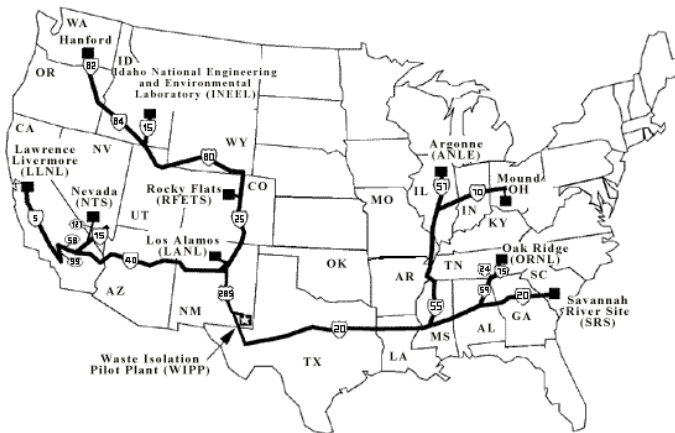 WA
Hanford
82
OR
ID
Idaho National Engineering
and Environmental
Laboratory (INEEL)
84
15
CA
NV
WY
80
Lawrence
Livermore
(LLNL)
Nevada
(NTS)
Rocky Flats
(RFETS)
CO
25
UT
5
121
58
15
99
Los Alamos
(LANL)
40
AZ
NM
285
Waste Isolation
Pilot Plant (WIPP)
TX
OK
20
Argonne
(ANLE)
57
IL
MO
70
IN
Mound
OH
KY
AR
TN
Oak Ridge
(ORNL)
24
75
59
SC
55
20
MS
AL
GA
LA
Savannah
River Site
(SRS)